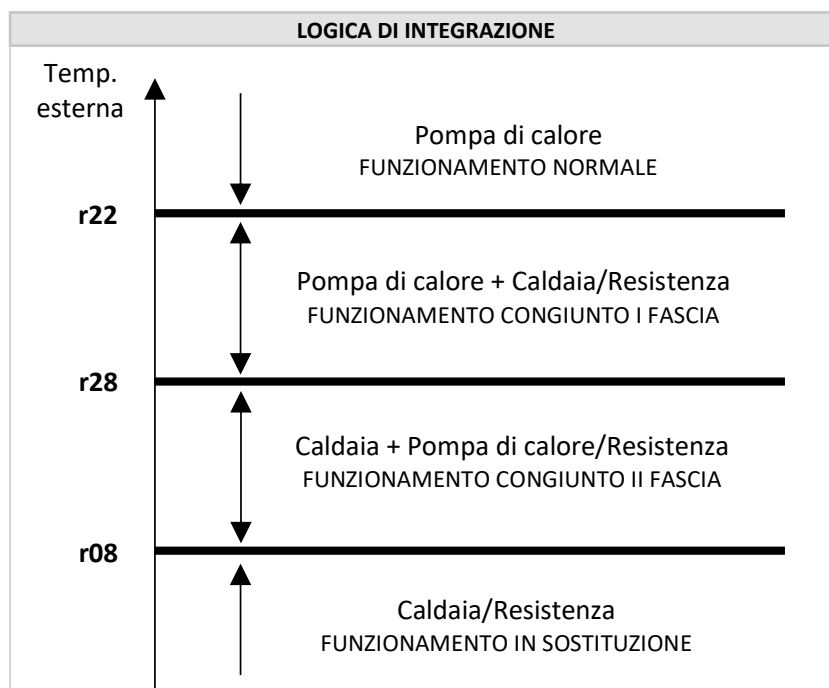 LOGICA DI INTEGRAZIONE
Temp.
esterna
Pompa di calore
FUNZIONAMENTO NORMALE
r22
Pompa di calore + Caldaia/Resistenza
FUNZIONAMENTO CONGIUNTO I FASCIA
r28
Caldaia + Pompa di calore/Resistenza
FUNZIONAMENTO CONGIUNTO II FASCIA
r08
Caldaia/Resistenza
FUNZIONAMENTO IN SOSTITUZIONE